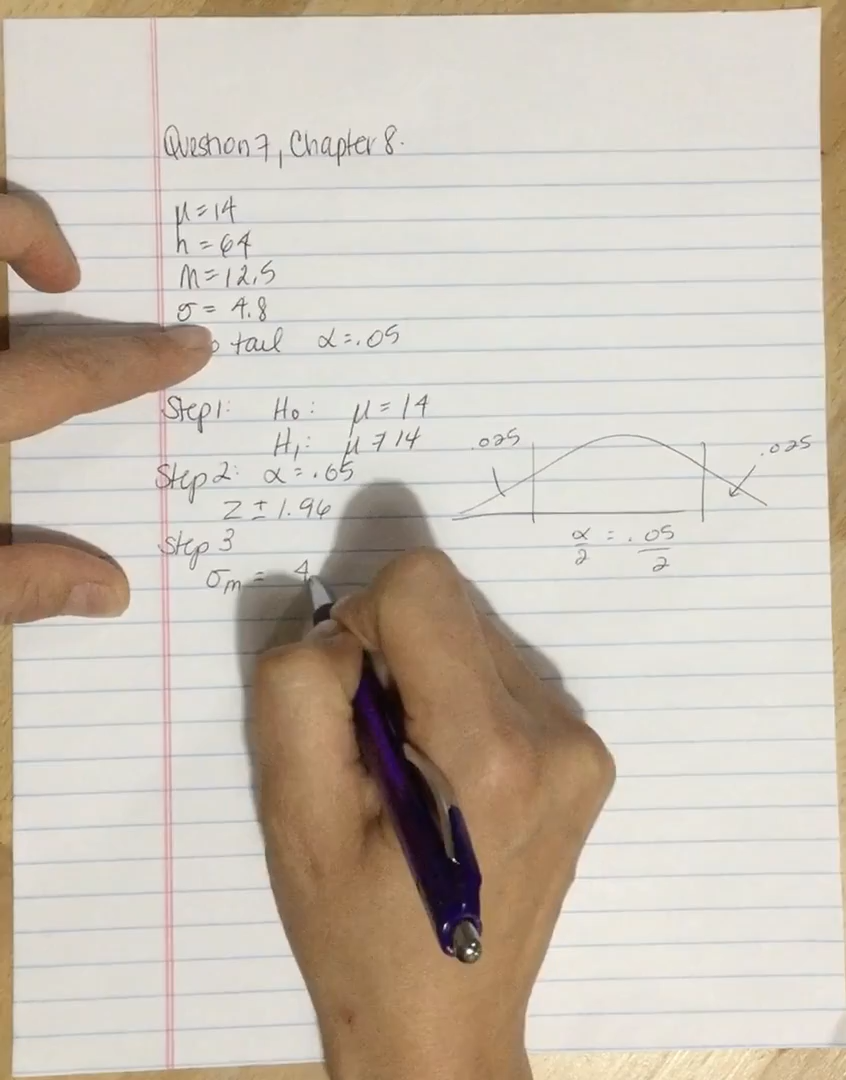 Question 7, Chapter 8.
μ = 14
n = 64
M = 12.5
σ = 4.8
tail α = .05
Step 1: H₀: μ = 14
H₁: μ ≠ 14
Step 2: α = .05
Z ± 1.96
.025
.025
α/2 = .05/2
Step 3
σₘ = 4